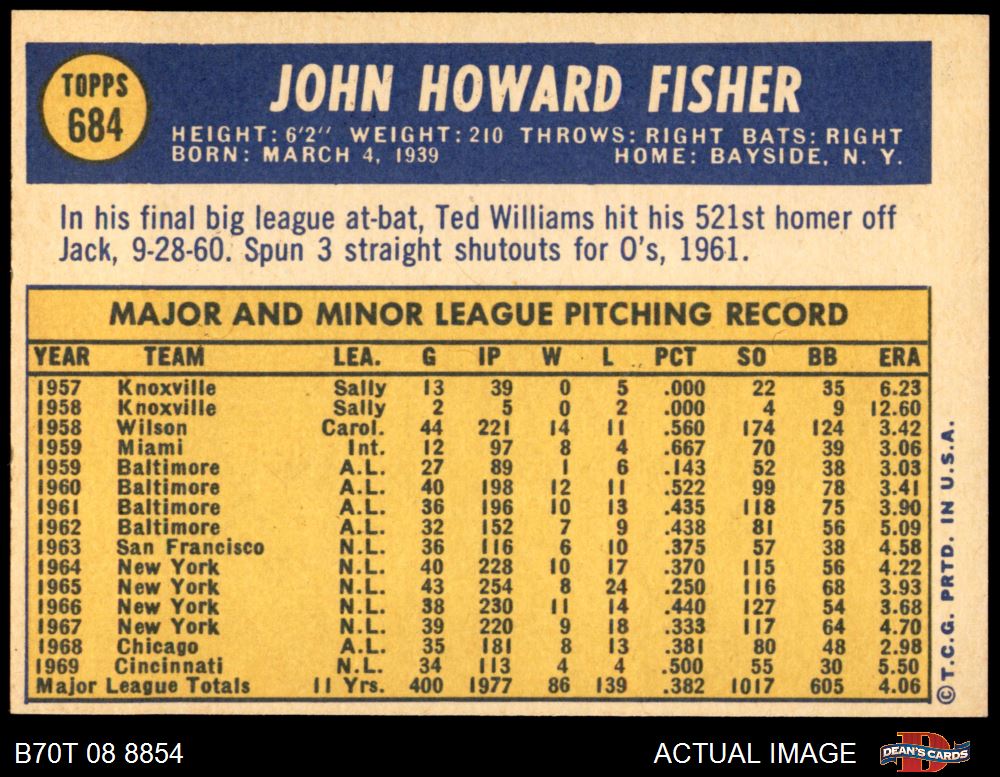 TOPPS
684
JOHN HOWARD FISHER
HEIGHT: 6'2" WEIGHT: 210 THROWS: RIGHT BATS: RIGHT
BORN: MARCH 4, 1939 HOME: BAYSIDE, N. Y.
In his final big league at-bat, Ted Williams hit his 521st homer off
Jack, 9-28-60. Spun 3 straight shutouts for O's, 1961.
MAJOR AND MINOR LEAGUE PITCHING RECORD
YEAR TEAM LEA. G IP W L PCT SO BB ERA
1957 Knoxville Sally 13 39 0 5 .000 22 35 6.23
1958 Knoxville Sally 2 5 0 2 .000 4 9 12.60
1958 Wilson Carol. 44 221 14 11 .560 174 124 3.42
1959 Miami Int. 12 97 8 4 .667 70 39 3.06
1959 Baltimore A.L. 27 89 1 6 .143 52 38 3.03
1960 Baltimore A.L. 40 198 12 11 .522 99 78 3.41
1961 Baltimore A.L. 36 196 10 13 .435 118 75 3.90
1962 Baltimore A.L. 32 152 7 9 .438 81 56 5.09
1963 San Francisco N.L. 36 116 6 10 .375 57 38 4.58
1964 New York N.L. 40 228 10 17 .370 115 56 4.22
1965 New York N.L. 43 254 8 24 .250 116 68 3.93
1966 New York N.L. 38 230 11 14 .440 127 54 3.68
1967 New York N.L. 39 220 9 18 .333 117 64 4.70
1968 Chicago A.L. 35 181 8 13 .381 80 48 2.98
1969 Cincinnati N.L. 34 113 4 4 .500 55 30 5.50
Major League Totals 11 Yrs. 400 1977 86 139 .382 1017 605 4.06
©T.C.G. PRTD. IN U.S.A.
B70T 08 8854
ACTUAL IMAGE
DEAN'S CARDS